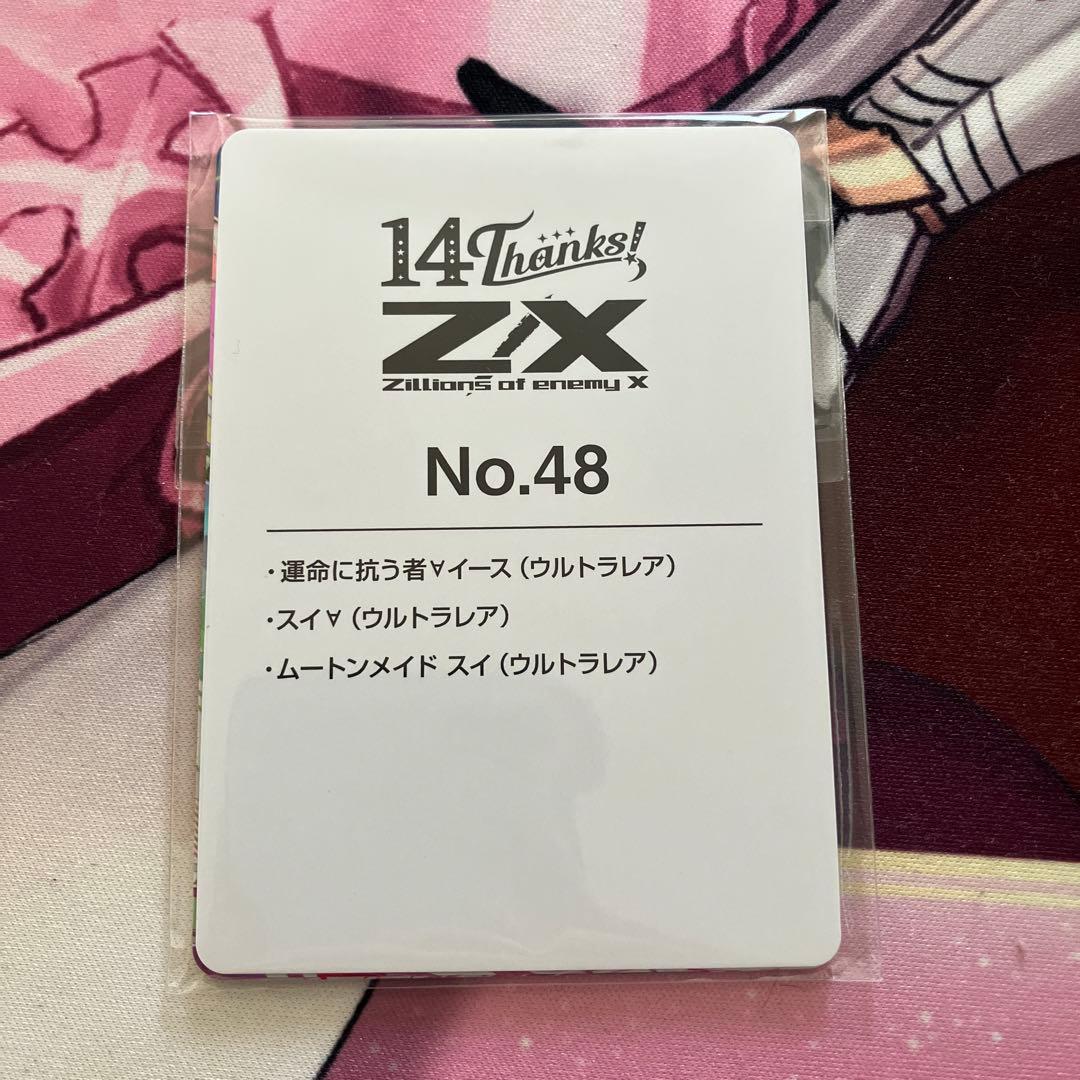 14 Thanks!
Z/X
Zillions of enemy X
No.48
・運命に抗う者∀イース（ウルトラレア）
・スイ∀（ウルトラレア）
・ムートンメイド スイ（ウルトラレア）